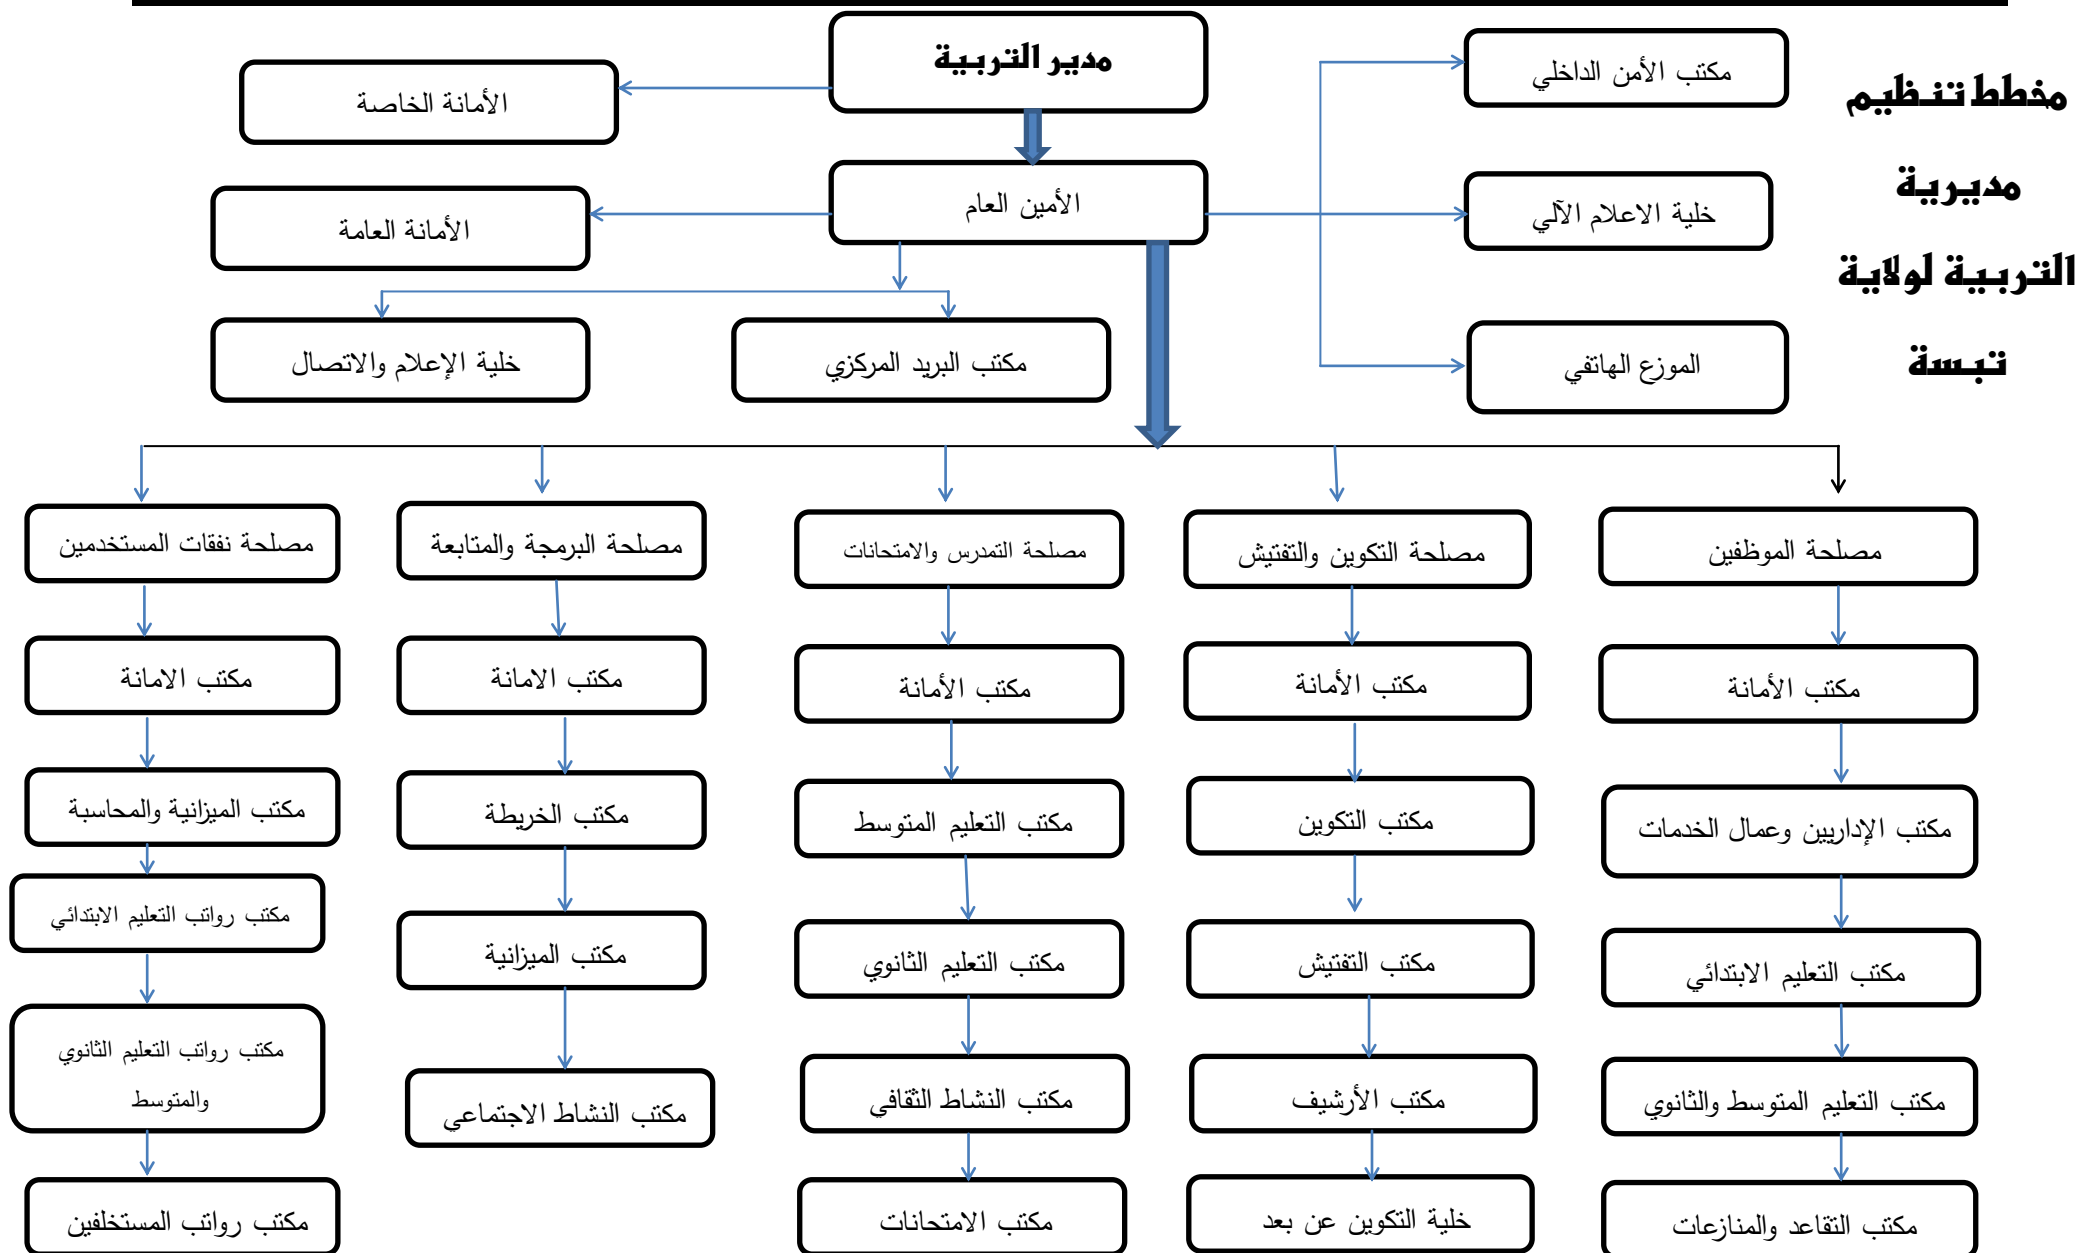 مخطط تنظيم
مديرية
التربية لولاية
تبسة
مدير التربية
الأمانة الخاصة
مكتب الأمن الداخلي
الأمين العام
خلية الاعلام الآلي
الأمانة العامة
الموزع الهاتفي
مكتب البريد المركزي
خلية الإعلام والاتصال
مصلحة الموظفين
مكتب الأمانة
مكتب الإداريين وعمال الخدمات
مكتب التعليم الابتدائي
مكتب التعليم المتوسط والثانوي
مكتب التقاعد والمنازعات
مصلحة التكوين والتفتيش
مكتب الأمانة
مكتب التكوين
مكتب التفتيش
مكتب الأرشيف
خلية التكوين عن بعد
مصلحة التمدرس والامتحانات
مكتب الأمانة
مكتب التعليم المتوسط
مكتب التعليم الثانوي
مكتب النشاط الثقافي
مكتب الامتحانات
مصلحة البرمجة والمتابعة
مكتب الامانة
مكتب الخريطة
مكتب الميزانية
مكتب النشاط الاجتماعي
مصلحة نفقات المستخدمين
مكتب الامانة
مكتب الميزانية والمحاسبة
مكتب رواتب التعليم الابتدائي
مكتب رواتب التعليم الثانوي
والمتوسط
مكتب رواتب المستخلفين